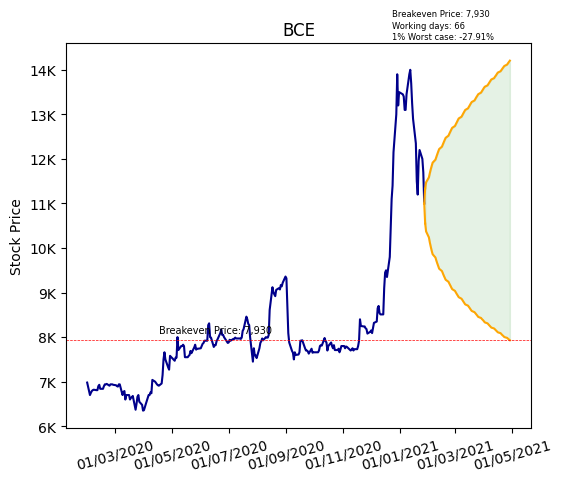 Breakeven Price: 7,930
Working days: 66
1% Worst case: -27.91%
BCE
14K
13K
12K
11K
10K
9K
8K
7K
6K
Stock Price
Breakeven Price: 7,930
01/03/2020
01/05/2020
01/07/2020
01/09/2020
01/11/2020
01/01/2021
01/03/2021
01/05/2021